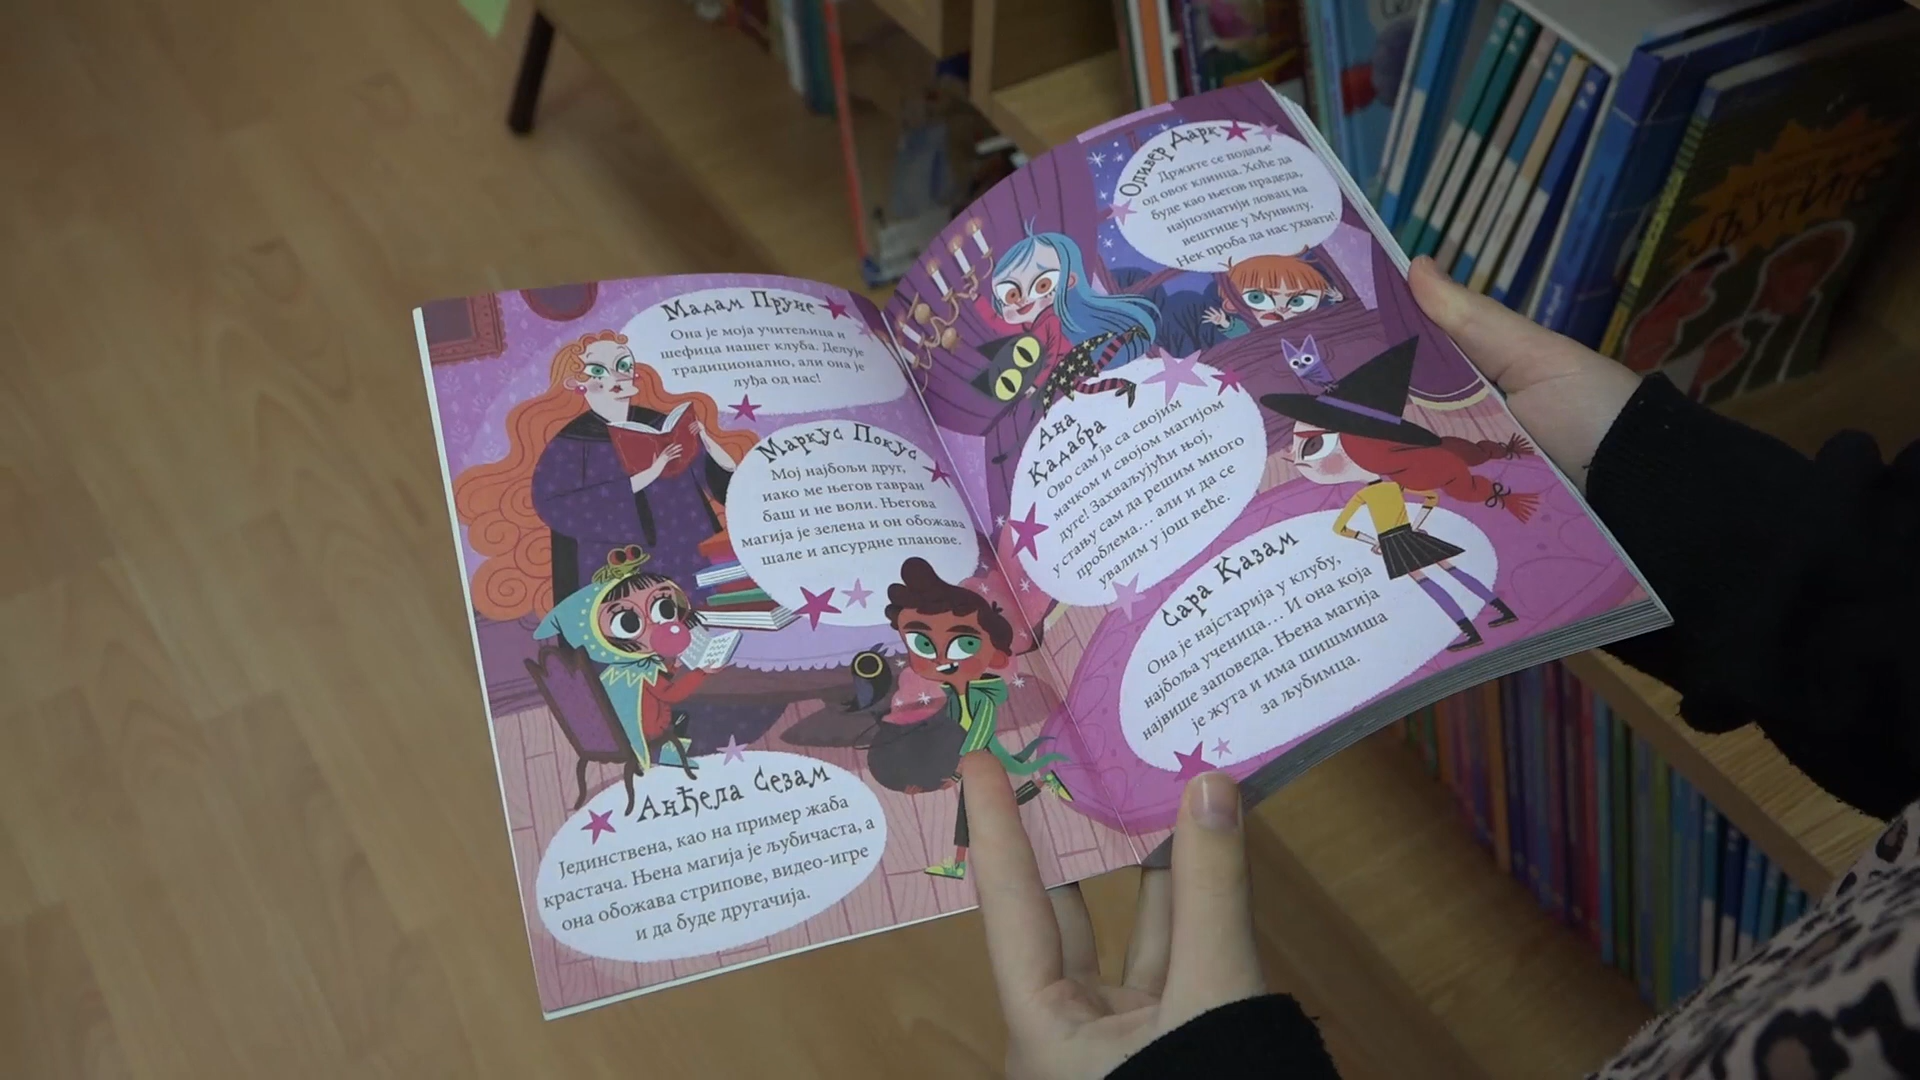 Мадам Пруне
Она је моја учитељица и
шефица нашег клуба. Делује
традиционално, али она је
луђа од нас!
Маркус Покус
Мој најбољи друг,
иако ме његов гавран
баш и не воли. Његова
магија је зелена и он обожава
шале и апсурдне планове.
Анђела Сезам
Јединствена, као на пример жаба
крастача. Њена магија је љубичаста, а
она обожава стрипове, видео-игре
и да буде другачија.
Оливер Дарк
Држите се подаље
од овог клинца. Хоће да
буде као његов прадеда,
најпознатији ловац на
вештице у Мунвилу.
Нек проба да нас ухвати!
Ана
Кадабра
Ово сам ја са својим
мачком и својом магијом
дуге! Захваљујући њој,
у стању сам да решим много
проблема... али и да се
увалим у још веће.
Сара Казам
Она је најстарија у клубу,
најбоља ученица... И она која
највише заповеда. Њена магија
је жута и има шишмиша
за љубимца.